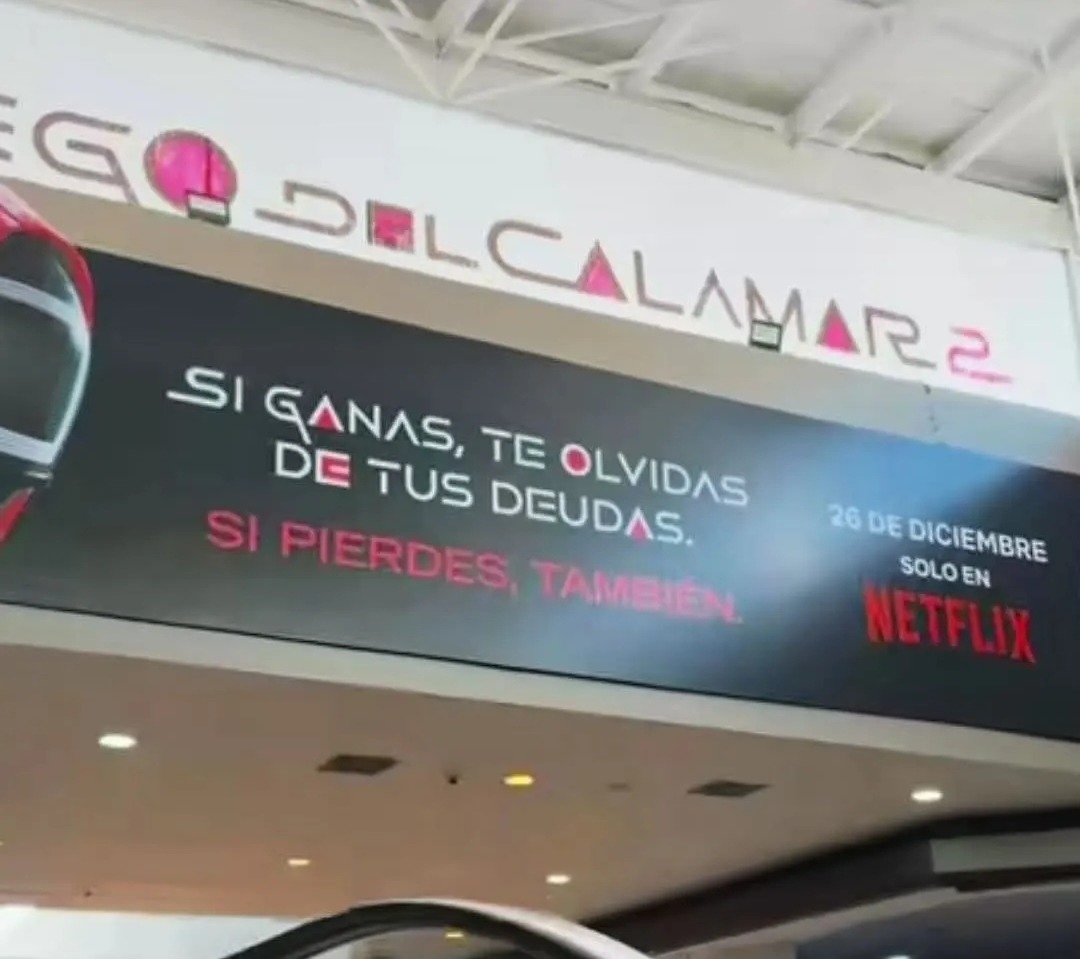 EGO DEL CALAMAR 2
SI GANAS, TE OLVIDAS
DE TUS DEUDAS.
SI PIERDES, TAMBIÉN.
26 DE DICIEMBRE
SOLO EN
NETFLIX